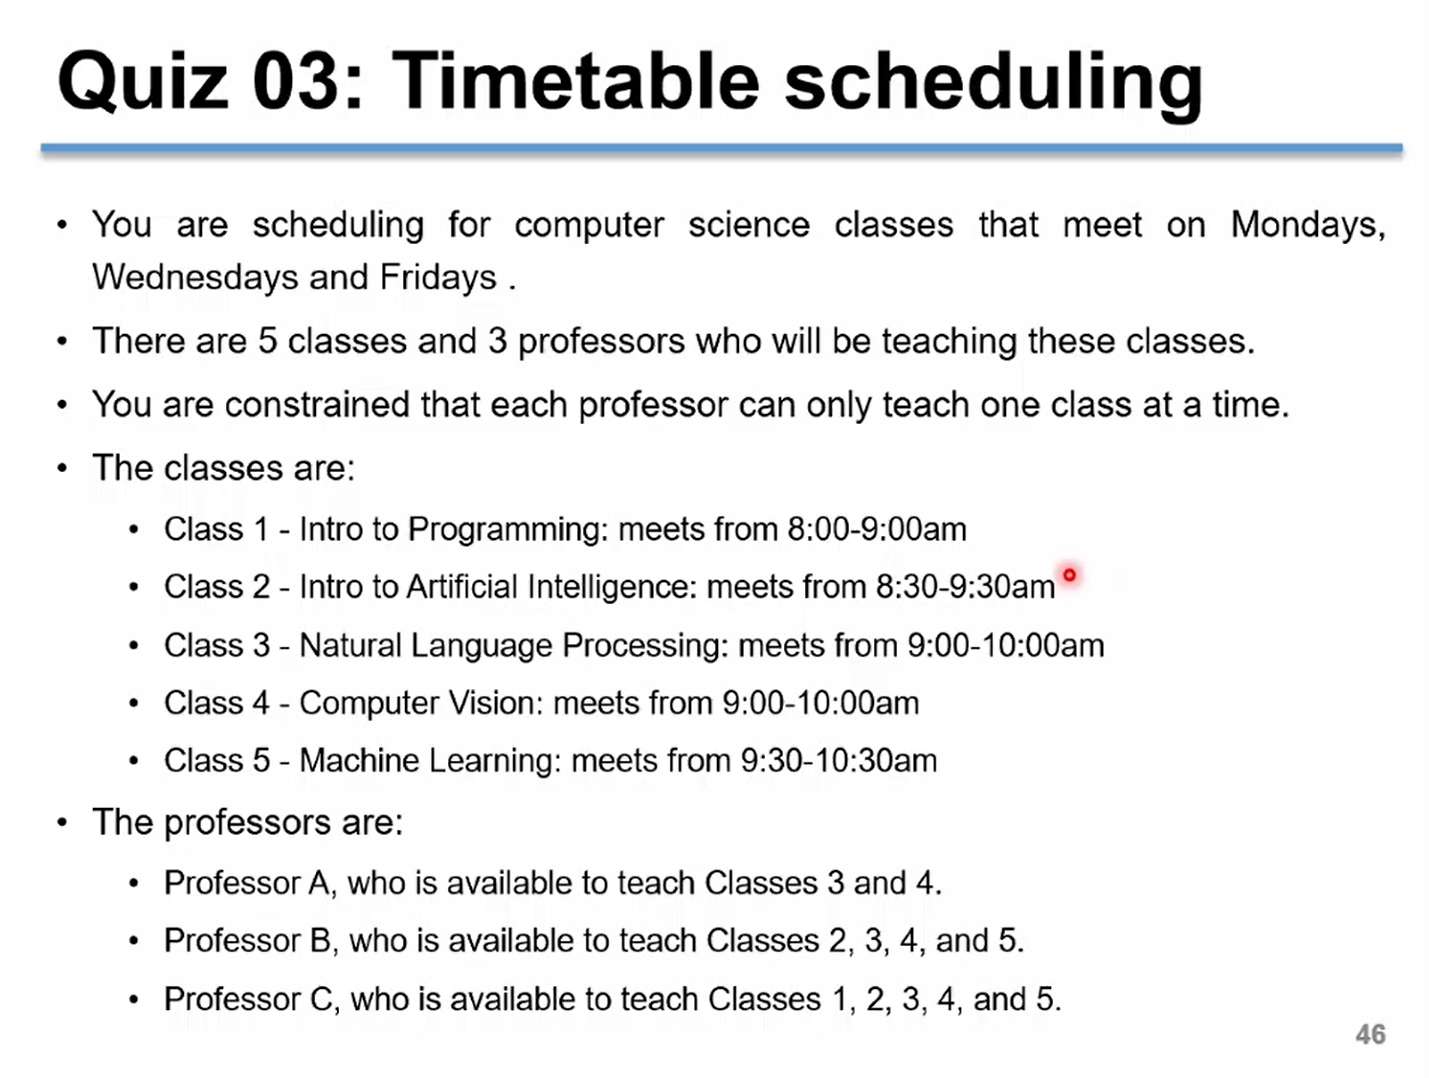 Quiz 03: Timetable scheduling
• You are scheduling for computer science classes that meet on Mondays,
Wednesdays and Fridays .
• There are 5 classes and 3 professors who will be teaching these classes.
• You are constrained that each professor can only teach one class at a time.
• The classes are:
• Class 1 - Intro to Programming: meets from 8:00-9:00am
• Class 2 - Intro to Artificial Intelligence: meets from 8:30-9:30am
• Class 3 - Natural Language Processing: meets from 9:00-10:00am
• Class 4 - Computer Vision: meets from 9:00-10:00am
• Class 5 - Machine Learning: meets from 9:30-10:30am
• The professors are:
• Professor A, who is available to teach Classes 3 and 4.
• Professor B, who is available to teach Classes 2, 3, 4, and 5.
• Professor C, who is available to teach Classes 1, 2, 3, 4, and 5.
46